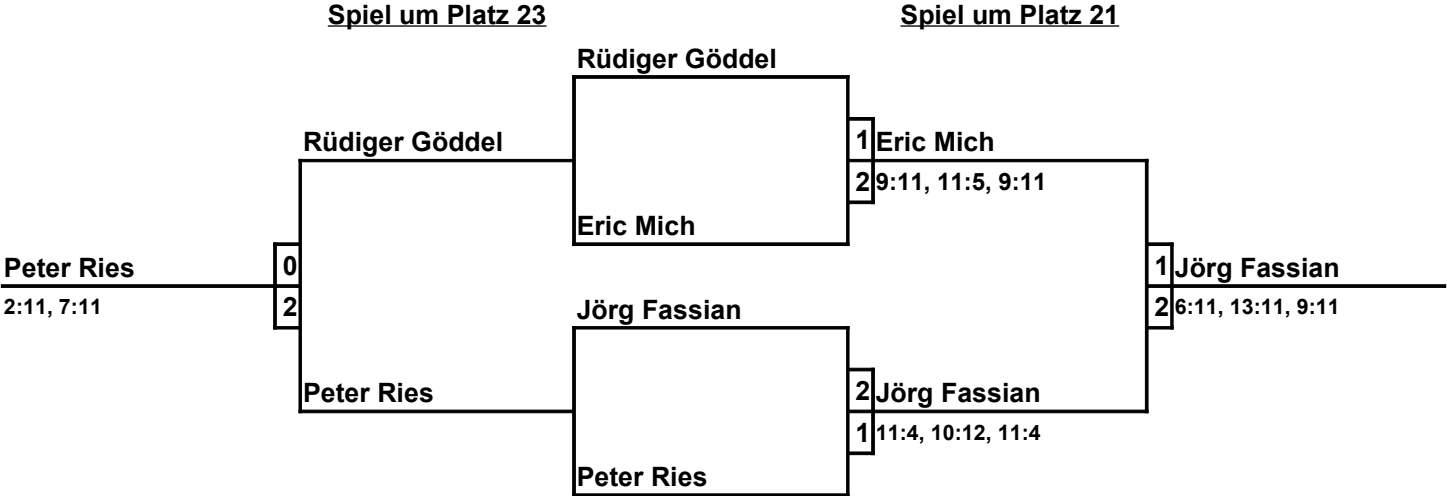 Spiel um Platz 23 Spiel um Platz 21
Rüdiger Göddel
Rüdiger Göddel 1 Eric Mich
2 9:11, 11:5, 9:11
Eric Mich
Peter Ries 0 1 Jörg Fassian
2:11, 7:11 2 Jörg Fassian 2 6:11, 13:11, 9:11
Peter Ries 2 Jörg Fassian
1 11:4, 10:12, 11:4
Peter Ries